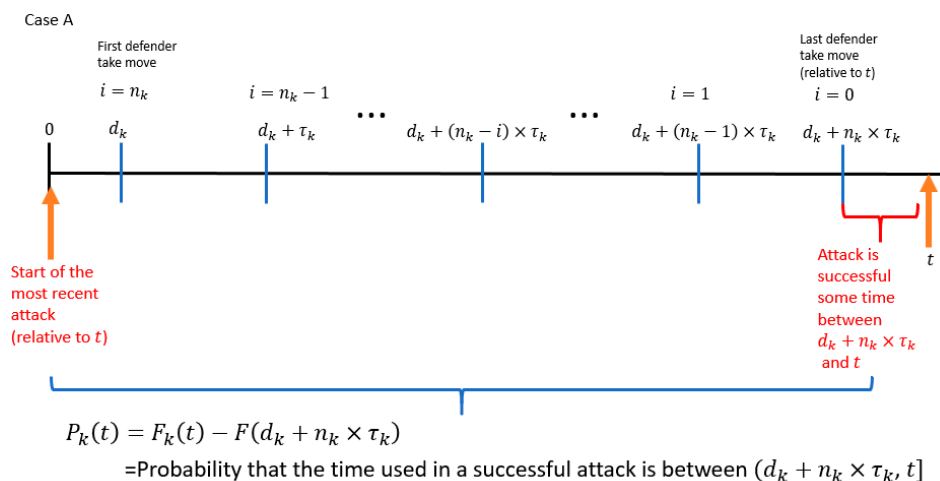 Case A
First defender
take move
i = n_k
i = n_k − 1
...
...
i = 1
Last defender
take move
(relative to t)
i = 0
0
d_k
d_k + τ_k
d_k + (n_k − i) × τ_k
d_k + (n_k − 1) × τ_k
d_k + n_k × τ_k
t
Start of the
most recent
attack
(relative to t)
Attack is
successful
some time
between
d_k + n_k × τ_k
and t
P_k(t) = F_k(t) − F(d_k + n_k × τ_k)
=Probability that the time used in a successful attack is between (d_k + n_k × τ_k, t]